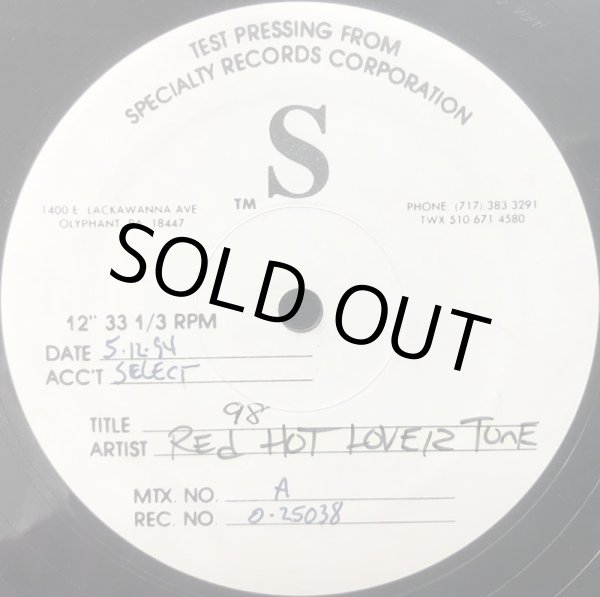 TEST PRESSING FROM
SPECIALTY RECORDS CORPORATION
S
TM
1400 E. LACKAWANNA AVE
OLYPHANT, PA 18447
PHONE: (717) 383 3291
TWX 510-671 4580
SOLD OUT
12" 33 1/3 RPM
DATE 5.12.94
ACC'T SELECT
TITLE 98
ARTIST Red HOT LOVER TONE
MTX. NO. A
REC. NO. 0.25038